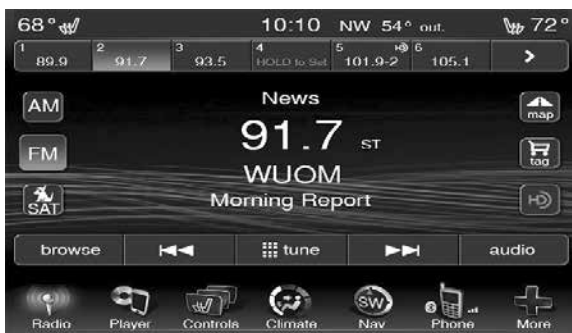 68° 10:10 NW 54° out. 72°
1 89.9 2 91.7 3 93.5 4 HOLD to Set 5 101.9-2 HD 6 105.1 >
AM News map
FM 91.7 ST tag
WUOM
SAT Morning Report HD
browse tune audio
Radio Player Controls Climate SW Nav Phone More